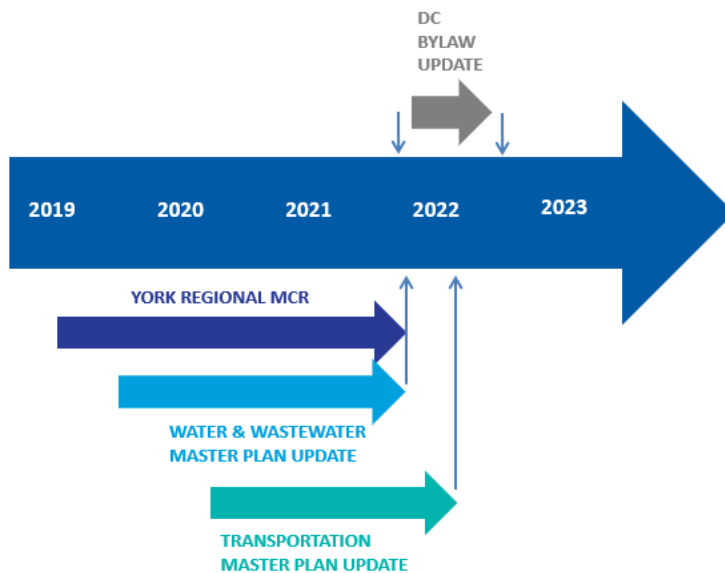 DC
BYLAW
UPDATE
2019 2020 2021 2022 2023
YORK REGIONAL MCR
WATER & WASTEWATER
MASTER PLAN UPDATE
TRANSPORTATION
MASTER PLAN UPDATE